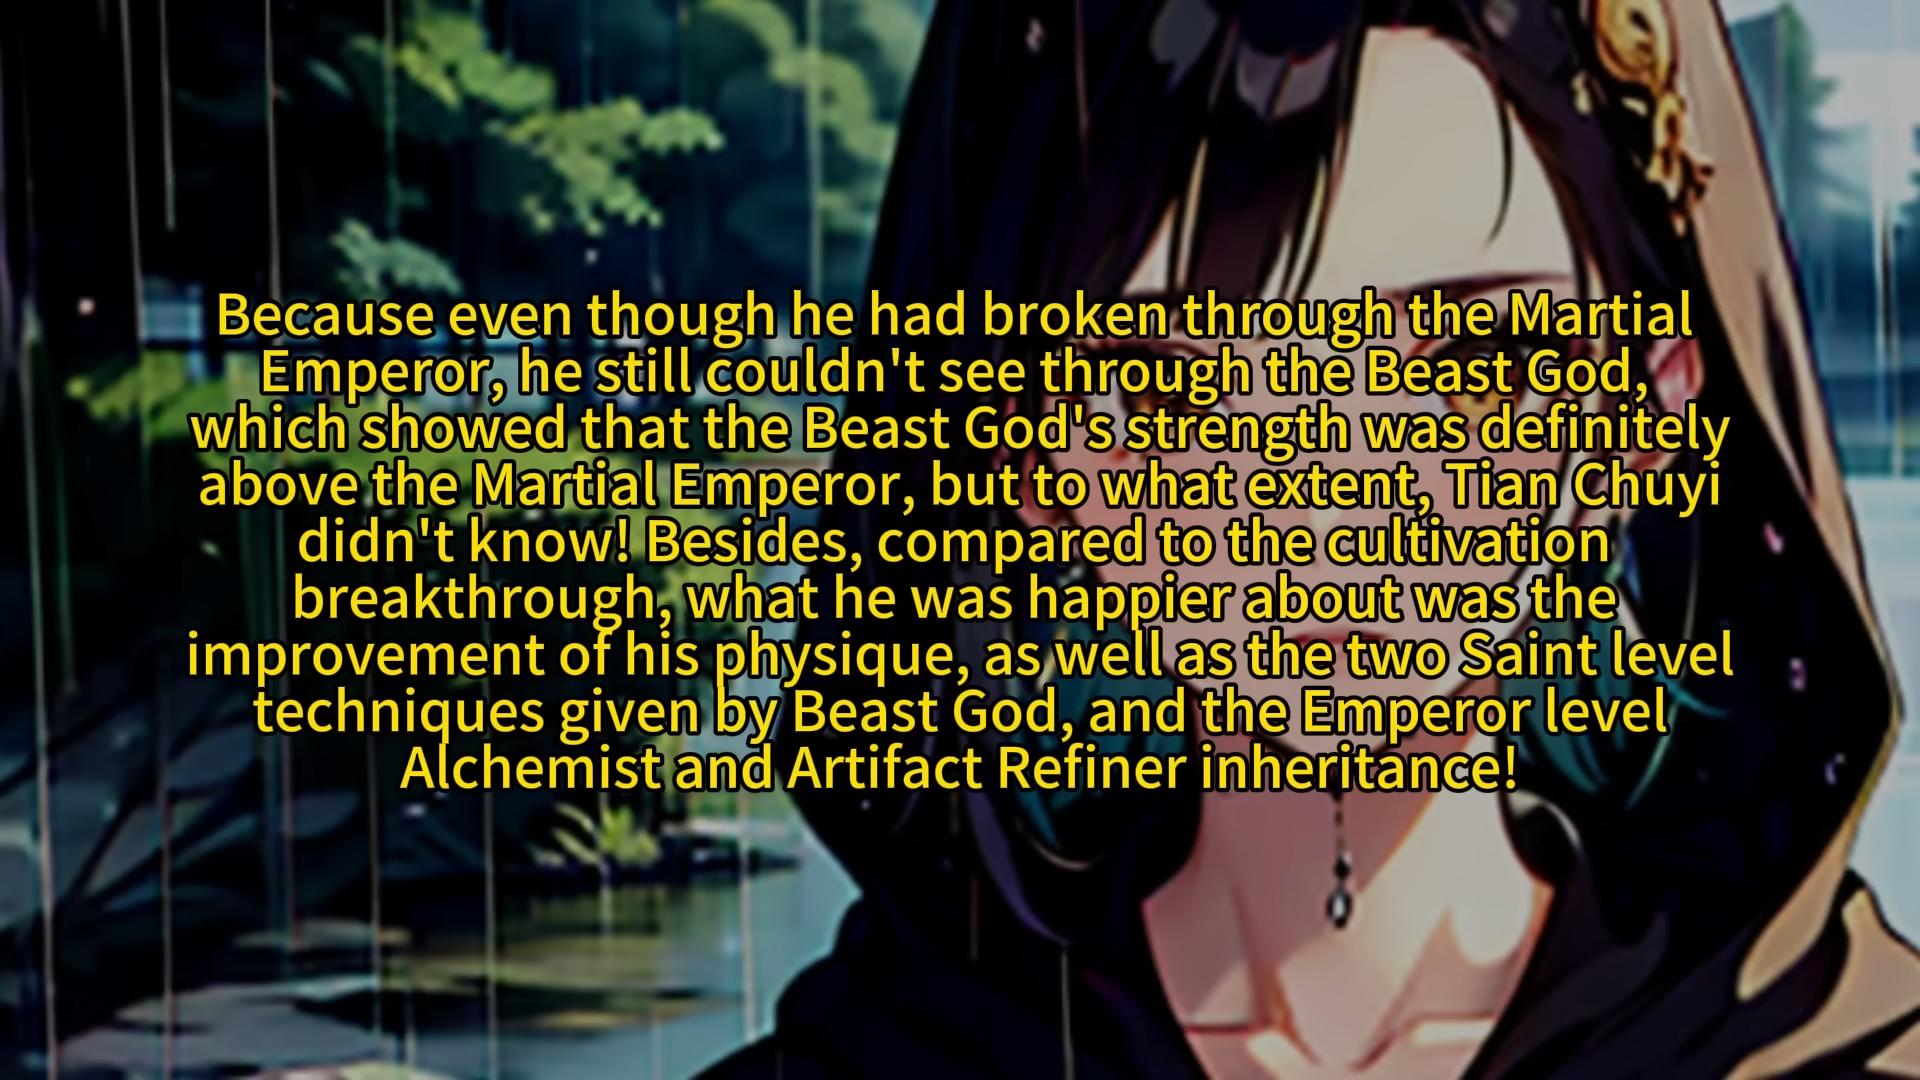 Because even though he had broken through the Martial
Emperor, he still couldn't see through the Beast God,
which showed that the Beast God's strength was definitely
above the Martial Emperor, but to what extent, Tian Chuyi
didn't know! Besides, compared to the cultivation
breakthrough, what he was happier about was the
improvement of his physique, as well as the two Saint level
techniques given by Beast God, and the Emperor level
Alchemist and Artifact Refiner inheritance!